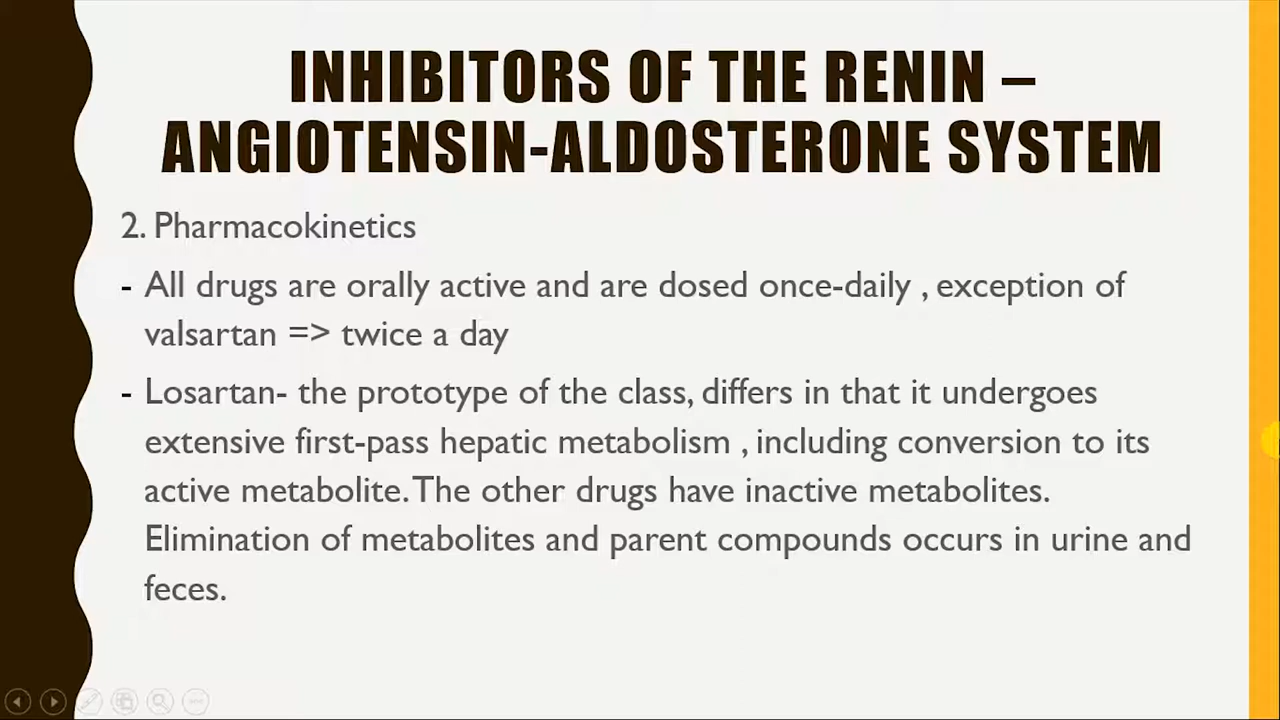 INHIBITORS OF THE RENIN –
ANGIOTENSIN-ALDOSTERONE SYSTEM
2. Pharmacokinetics
- All drugs are orally active and are dosed once-daily , exception of
valsartan => twice a day
- Losartan- the prototype of the class, differs in that it undergoes
extensive first-pass hepatic metabolism , including conversion to its
active metabolite. The other drugs have inactive metabolites.
Elimination of metabolites and parent compounds occurs in urine and
feces.